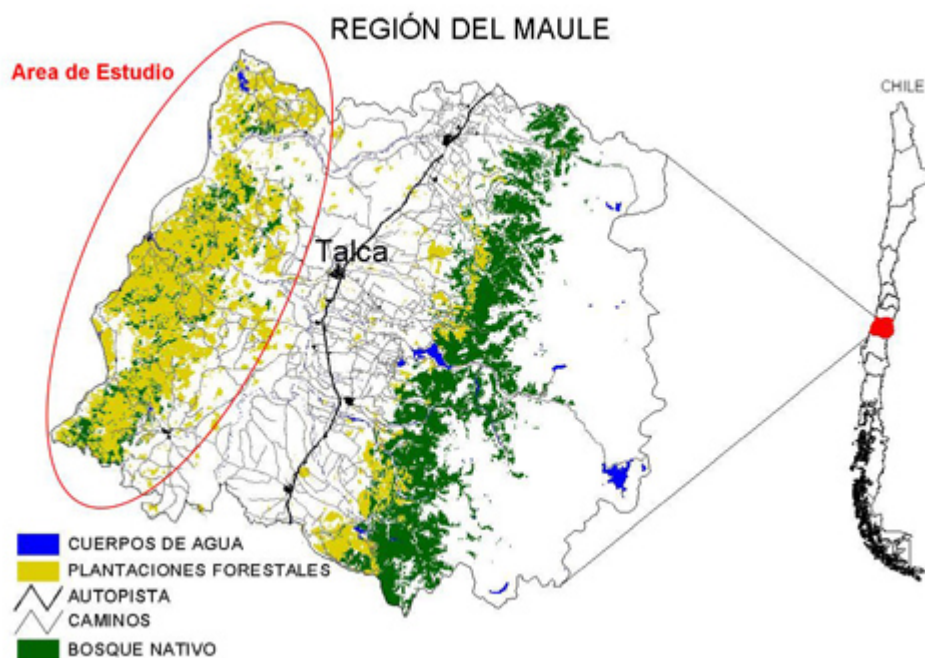 REGIÓN DEL MAULE
Area de Estudio
CHILE
Talca
CUERPOS DE AGUA
PLANTACIONES FORESTALES
AUTOPISTA
CAMINOS
BOSQUE NATIVO